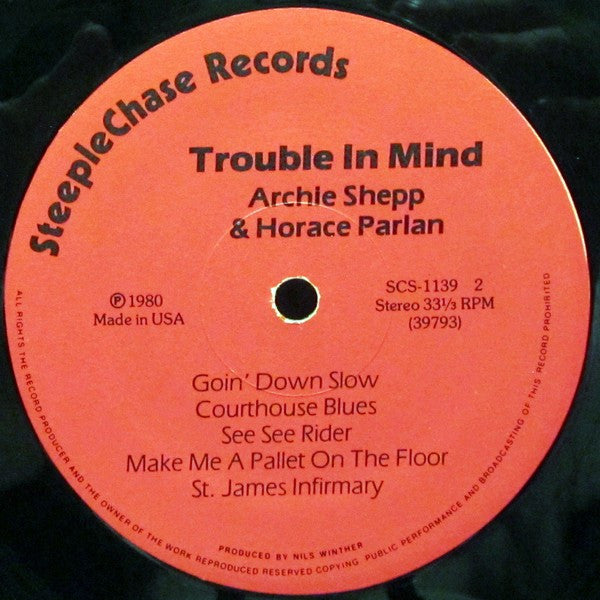 SteepleChase Records
Trouble In Mind
Archie Shepp
& Horace Parlan
℗ 1980
Made in USA
SCS-1139 2
Stereo 33⅓ RPM
(39793)
Goin' Down Slow
Courthouse Blues
See See Rider
Make Me A Pallet On The Floor
St. James Infirmary
PRODUCED BY NILS WINTHER
ALL RIGHTS THE RECORD PRODUCER AND THE OWNER OF THE WORK REPRODUCED RESERVED COPYING. PUBLIC PERFORMANCE AND BROADCASTING OF THIS RECORD PROHIBITED